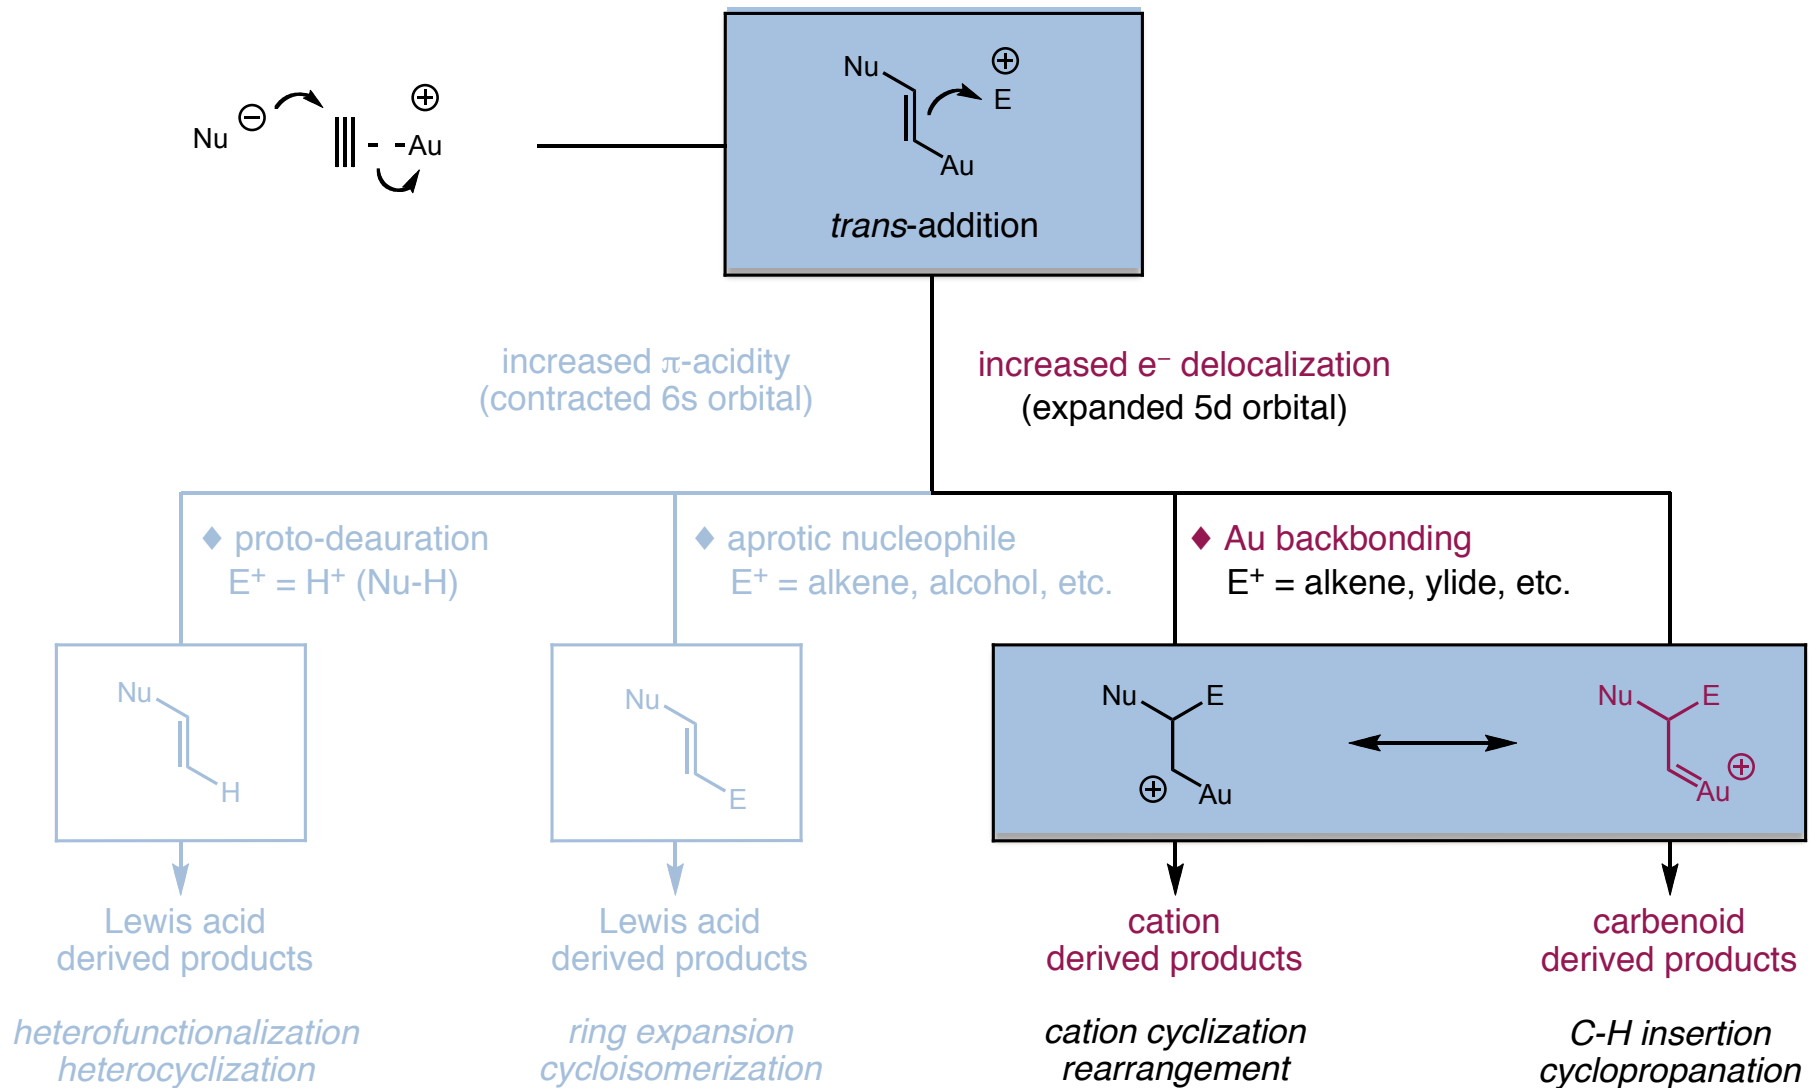 Nu ⊖
Au ⊕
Nu
⊕
E
Au
trans-addition
increased π-acidity
(contracted 6s orbital)
increased e⁻ delocalization
(expanded 5d orbital)
♦ proto-deauration
E⁺ = H⁺ (Nu-H)
♦ aprotic nucleophile
E⁺ = alkene, alcohol, etc.
♦ Au backbonding
E⁺ = alkene, ylide, etc.
Nu
H
Nu
E
Nu E
⊕ Au
Nu E
Au ⊕
Lewis acid
derived products
Lewis acid
derived products
cation
derived products
carbenoid
derived products
heterofunctionalization
heterocyclization
ring expansion
cycloisomerization
cation cyclization
rearrangement
C-H insertion
cyclopropanation